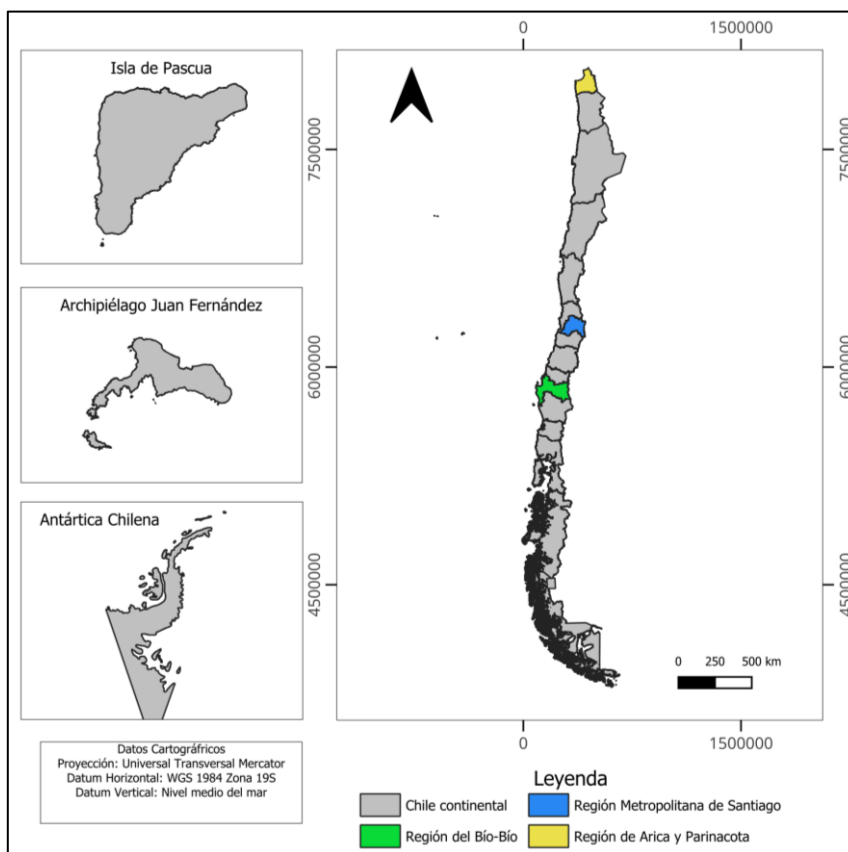 Isla de Pascua
Archipiélago Juan Fernández
Antártica Chilena
Datos Cartográficos
Proyección: Universal Transversal Mercator
Datum Horizontal: WGS 1984 Zona 19S
Datum Vertical: Nivel medio del mar
0 1500000
7500000 7500000
6000000 6000000
4500000 4500000
0 250 500 km
0 1500000
Leyenda
Chile continental Región Metropolitana de Santiago
Región del Bío-Bío Región de Arica y Parinacota